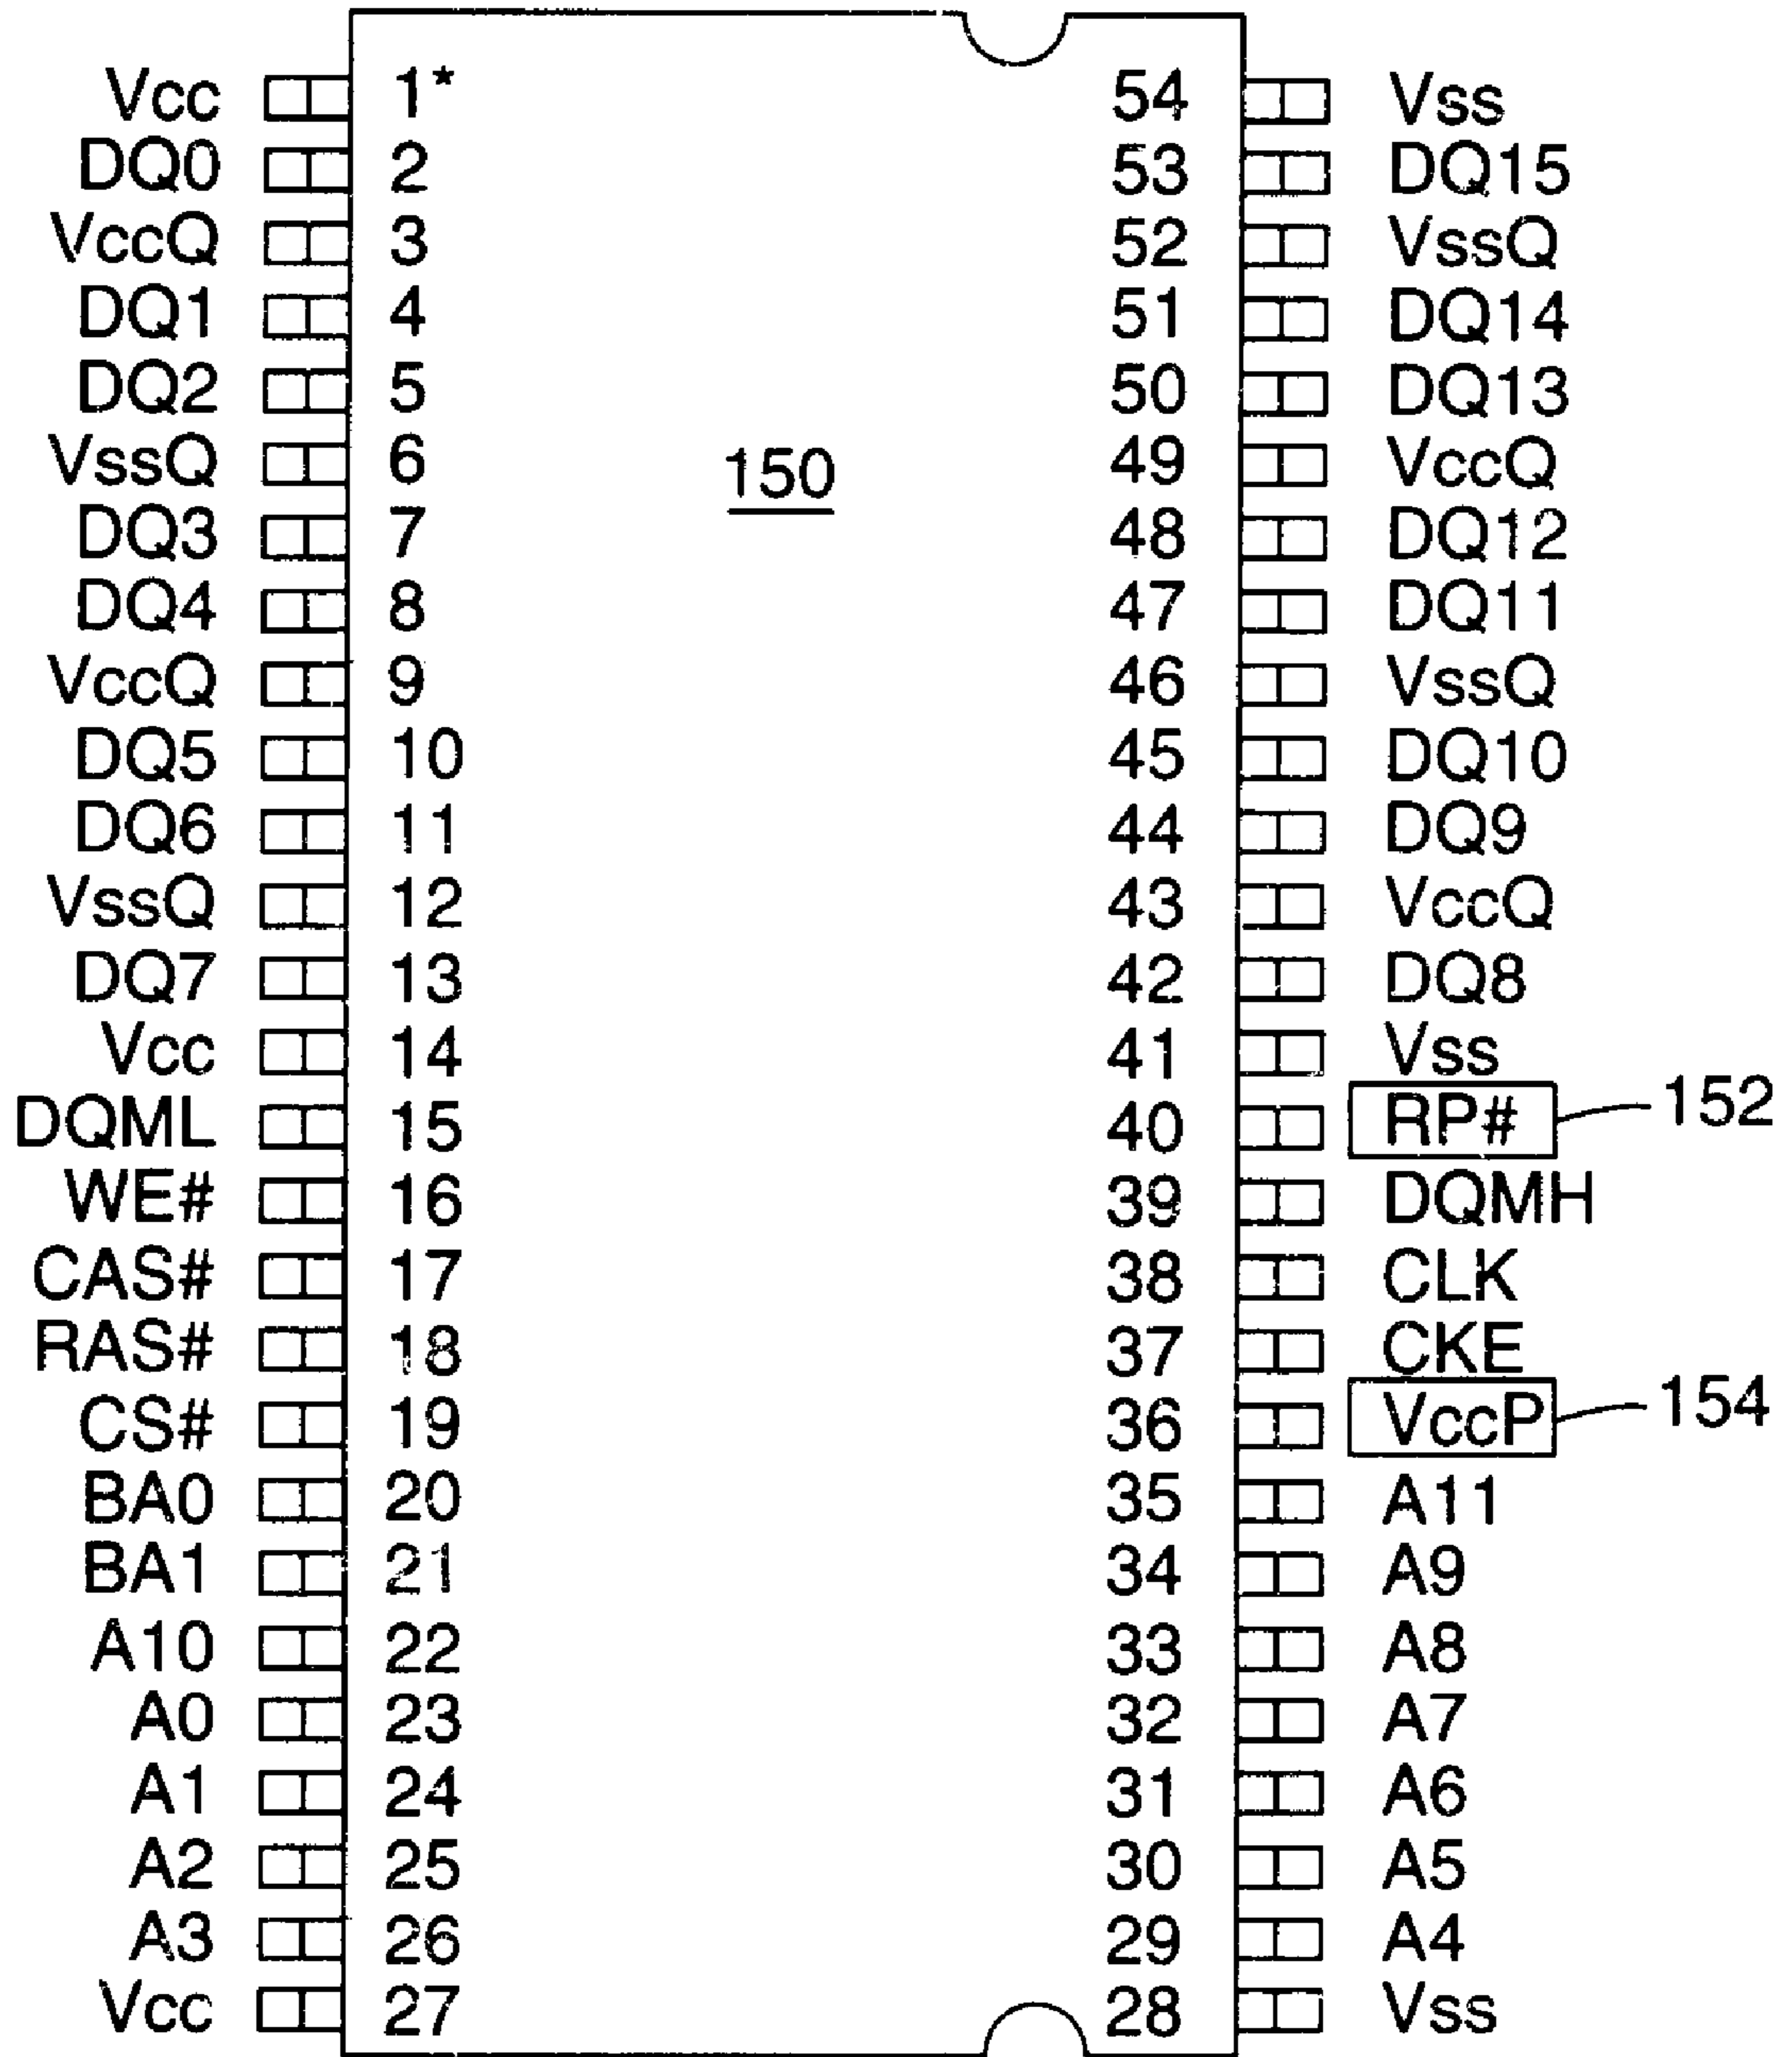 Vcc 1* 54 Vss
DQ0 2 53 DQ15
VccQ 3 52 VssQ
DQ1 4 51 DQ14
DQ2 5 50 DQ13
VssQ 6 150 49 VccQ
DQ3 7 48 DQ12
DQ4 8 47 DQ11
VccQ 9 46 VssQ
DQ5 10 45 DQ10
DQ6 11 44 DQ9
VssQ 12 43 VccQ
DQ7 13 42 DQ8
Vcc 14 41 Vss
DQML 15 40 RP# 152
WE# 16 39 DQMH
CAS# 17 38 CLK
RAS# 18 37 CKE
CS# 19 36 VccP 154
BA0 20 35 A11
BA1 21 34 A9
A10 22 33 A8
A0 23 32 A7
A1 24 31 A6
A2 25 30 A5
A3 26 29 A4
Vcc 27 28 Vss